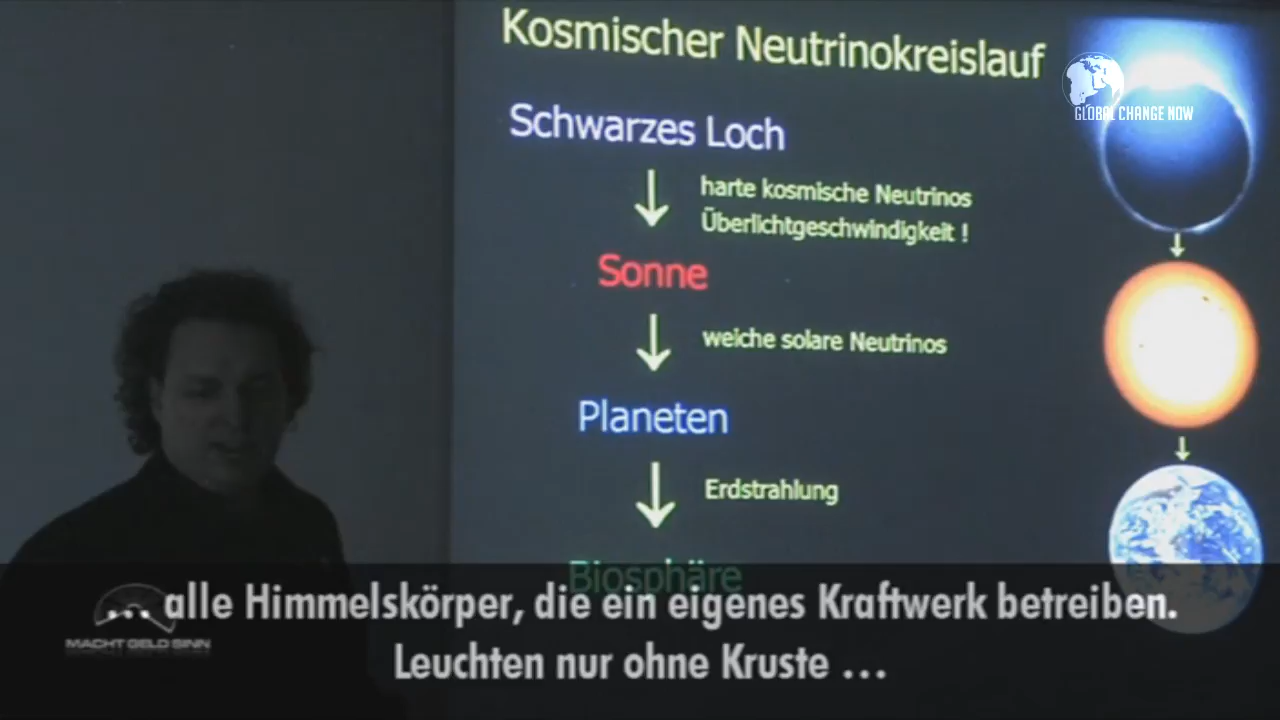 Kosmischer Neutrinokreislauf
GLOBAL CHANGE NOW
Schwarzes Loch
harte kosmische Neutrinos
Überlichtgeschwindigkeit !
Sonne
weiche solare Neutrinos
Planeten
Erdstrahlung
Biosphäre
... alle Himmelskörper, die ein eigenes Kraftwerk betreiben.
MACHT GELD SINN
Leuchten nur ohne Kruste ...